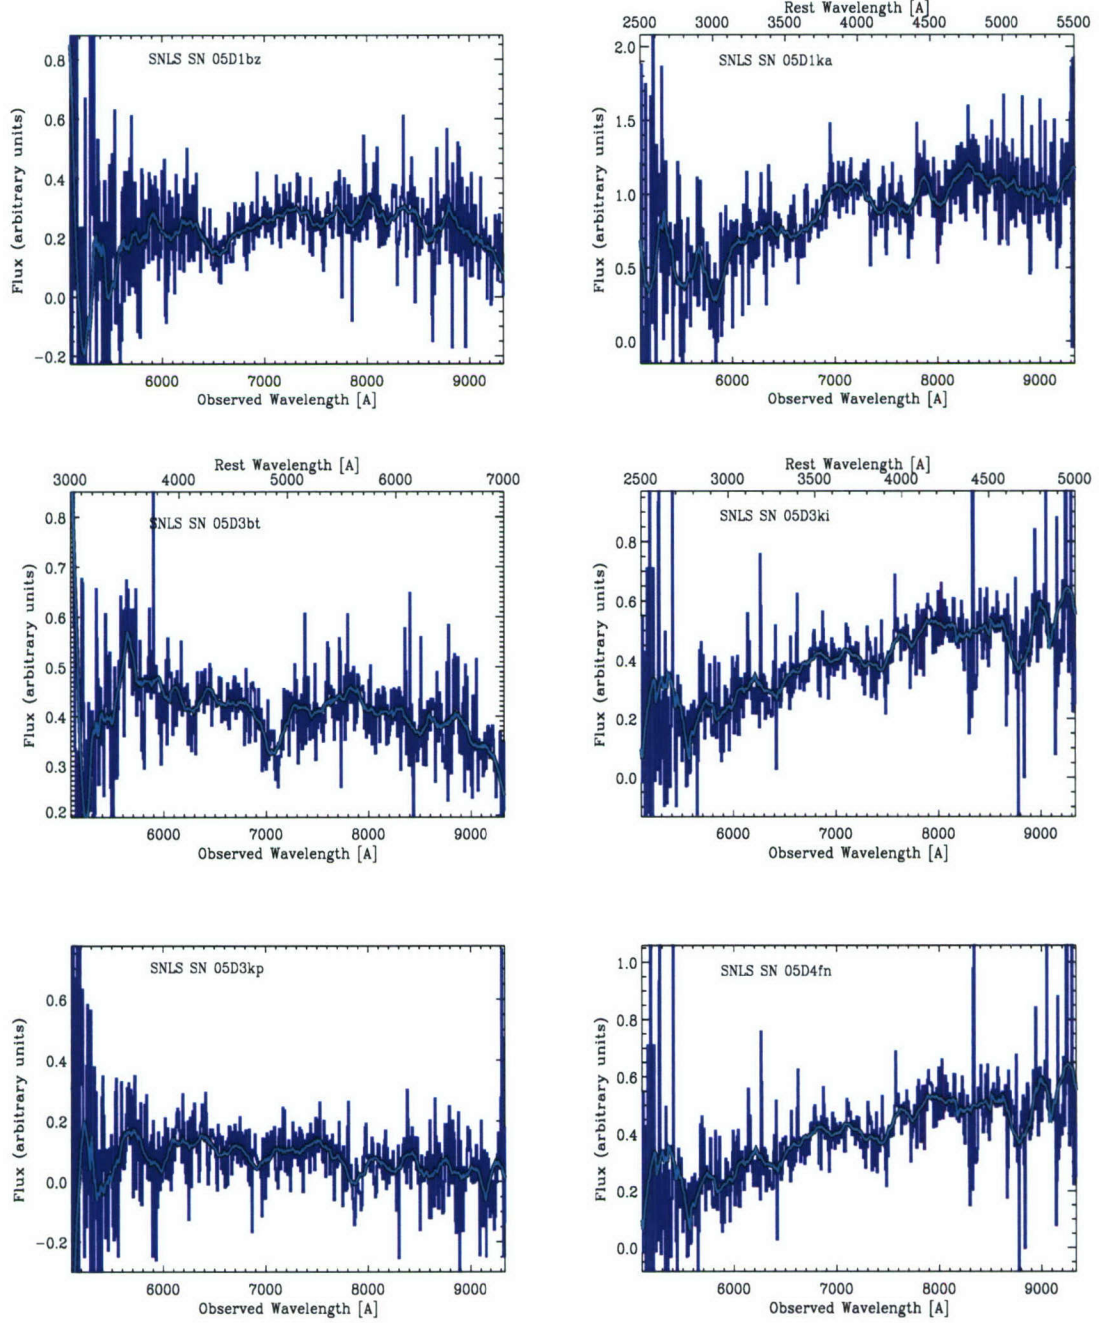 Rest Wavelength [A]
2500 3000 3500 4000 4500 5000 5500
SNLS SN 05D1bz
SNLS SN 05D1ka
Flux (arbitrary units)
0.8
0.6
0.4
0.2
0.0
−0.2
6000 7000 8000 9000
Observed Wavelength [A]
Flux (arbitrary units)
2.0
1.5
1.0
0.5
0.0
6000 7000 8000 9000
Observed Wavelength [A]
Rest Wavelength [A]
3000 4000 5000 6000 7000
SNLS SN 05D3bt
Flux (arbitrary units)
0.8
0.7
0.6
0.5
0.4
0.3
0.2
6000 7000 8000 9000
Observed Wavelength [A]
Rest Wavelength [A]
2500 3000 3500 4000 4500 5000
SNLS SN 05D3ki
Flux (arbitrary units)
0.8
0.6
0.4
0.2
0.0
6000 7000 8000 9000
Observed Wavelength [A]
SNLS SN 05D3kp
Flux (arbitrary units)
0.6
0.4
0.2
0.0
−0.2
6000 7000 8000 9000
Observed Wavelength [A]
SNLS SN 05D4fn
Flux (arbitrary units)
1.0
0.8
0.6
0.4
0.2
0.0
6000 7000 8000 9000
Observed Wavelength [A]